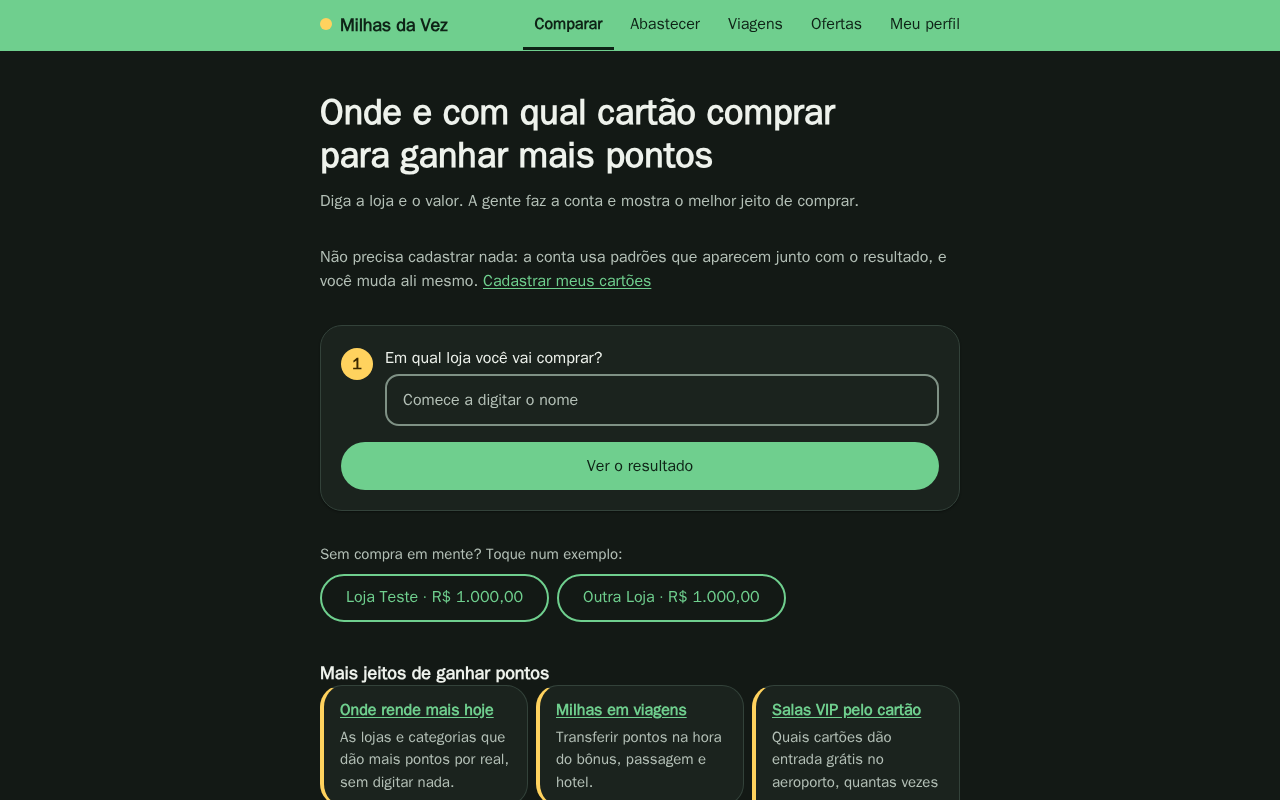 Milhas da Vez
Comparar
Abastecer
Viagens
Ofertas
Meu perfil
Onde e com qual cartão comprar
para ganhar mais pontos
Diga a loja e o valor. A gente faz a conta e mostra o melhor jeito de comprar.
Não precisa cadastrar nada: a conta usa padrões que aparecem junto com o resultado, e
você muda ali mesmo. Cadastrar meus cartões
1
Em qual loja você vai comprar?
Comece a digitar o nome
Ver o resultado
Sem compra em mente? Toque num exemplo:
Loja Teste · R$ 1.000,00
Outra Loja · R$ 1.000,00
Mais jeitos de ganhar pontos
Onde rende mais hoje
As lojas e categorias que
dão mais pontos por real,
sem digitar nada.
Milhas em viagens
Transferir pontos na hora
do bônus, passagem e
hotel.
Salas VIP pelo cartão
Quais cartões dão
entrada grátis no
aeroporto, quantas vezes